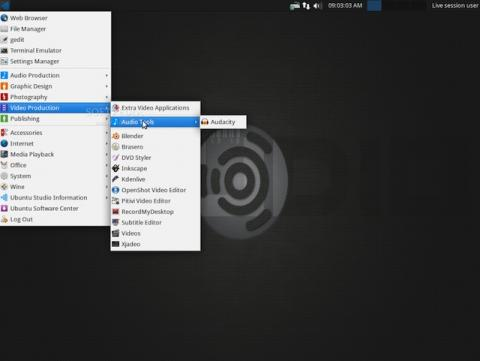 09:03:03 AM
Live session user
Web Browser
File Manager
gedit
Terminal Emulator
Settings Manager
Audio Production
Graphic Design
Photography
Video Production
Publishing
Accessories
Internet
Media Playback
Office
System
Wine
Ubuntu Studio Information
Ubuntu Software Center
Log Out
Extra Video Applications
Audio Tools
Blender
Brasero
DVD Styler
Inkscape
Kdenlive
OpenShot Video Editor
Pitivi Video Editor
RecordMyDesktop
Subtitle Editor
Videos
Xjadeo
Audacity